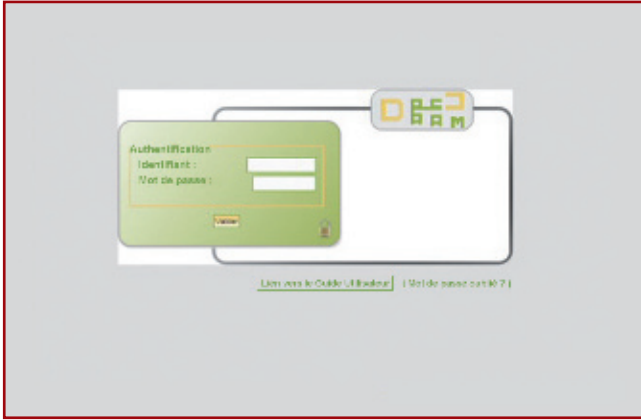 Authentification
Identifiant :
Mot de passe :
Valider
Lien vers le Guide Utilisateur ( Mot de passe oublié ? )